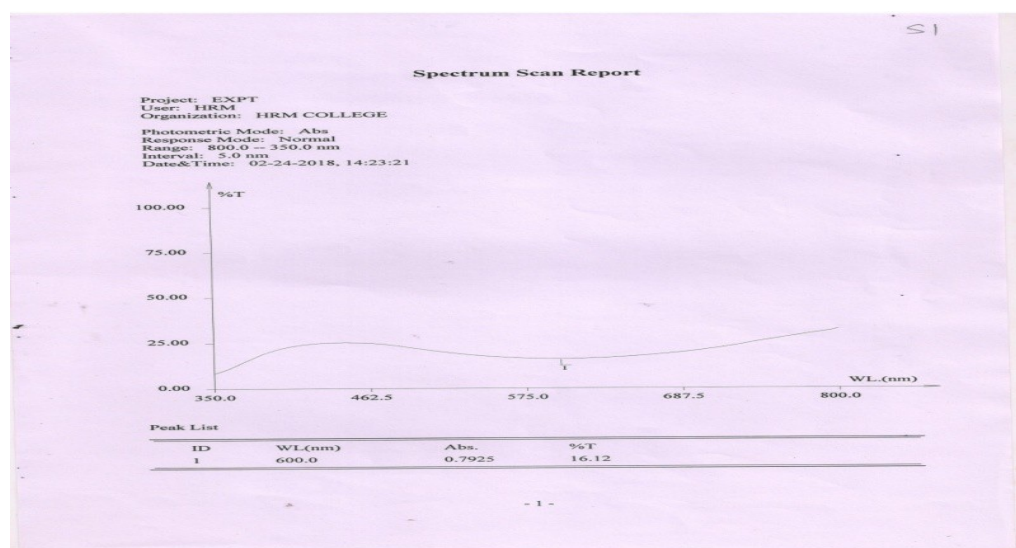 S1
Spectrum Scan Report
Project: EXPT
User: HRM
Organization: HRM COLLEGE
Photometric Mode: Abs
Response Mode: Normal
Range: 800.0 -- 350.0 nm
Interval: 5.0 nm
Date&Time: 02-24-2018, 14:23:21
%T
100.00
75.00
50.00
25.00
0.00
1
WL.(nm)
350.0 462.5 575.0 687.5 800.0
Peak List
ID WL(nm) Abs. %T
1 600.0 0.7925 16.12
- 1 -